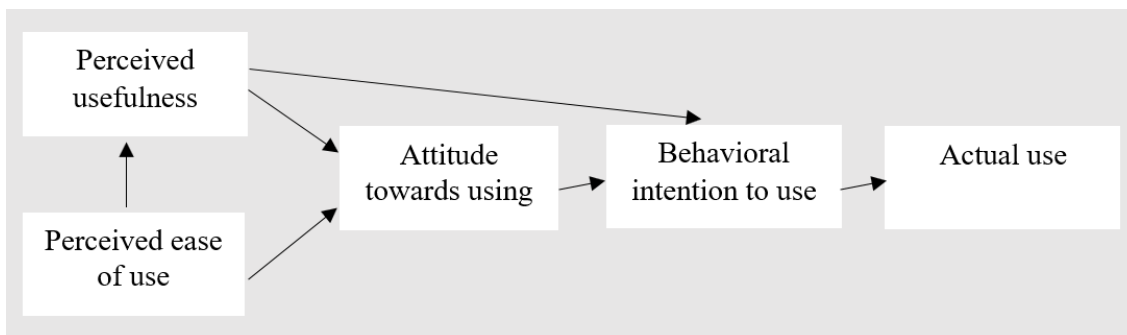 Perceived
usefulness
Perceived ease
of use
Attitude
towards using
Behavioral
intention to use
Actual use